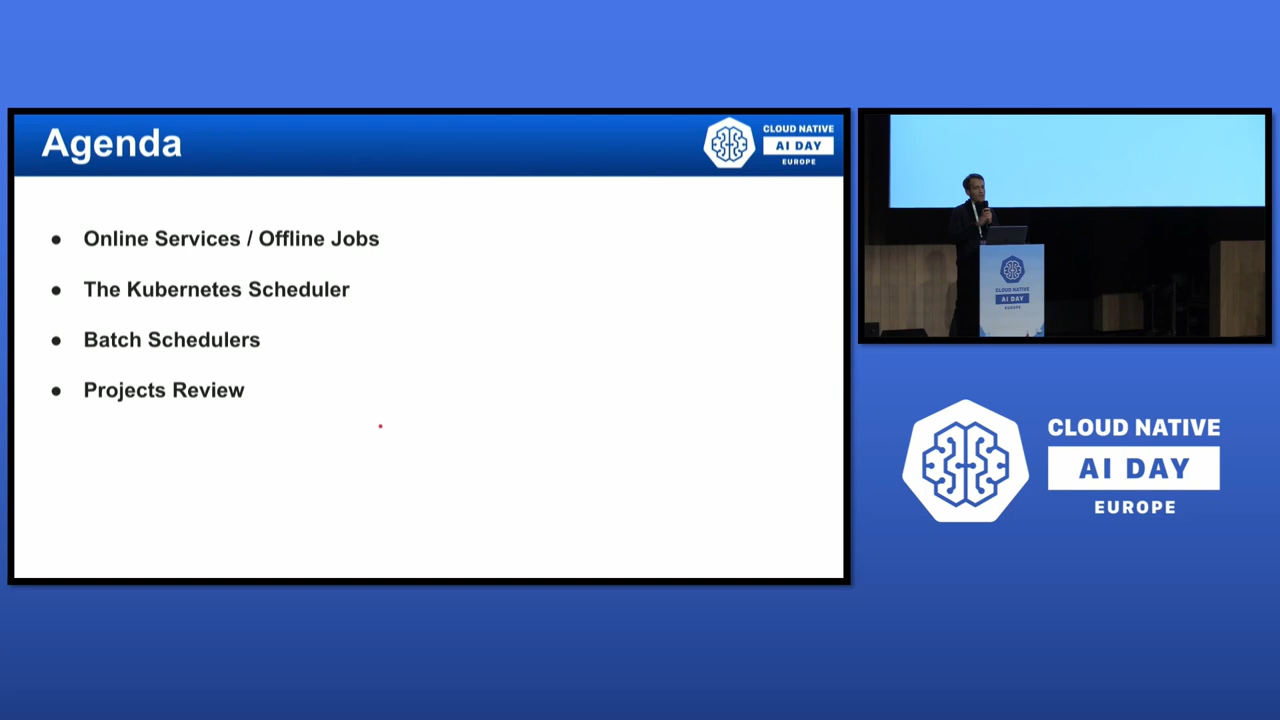 Agenda
CLOUD NATIVE
AI DAY
EUROPE
● Online Services / Offline Jobs
● The Kubernetes Scheduler
● Batch Schedulers
● Projects Review
CLOUD NATIVE
AI DAY
EUROPE
CLOUD NATIVE
AI DAY
EUROPE